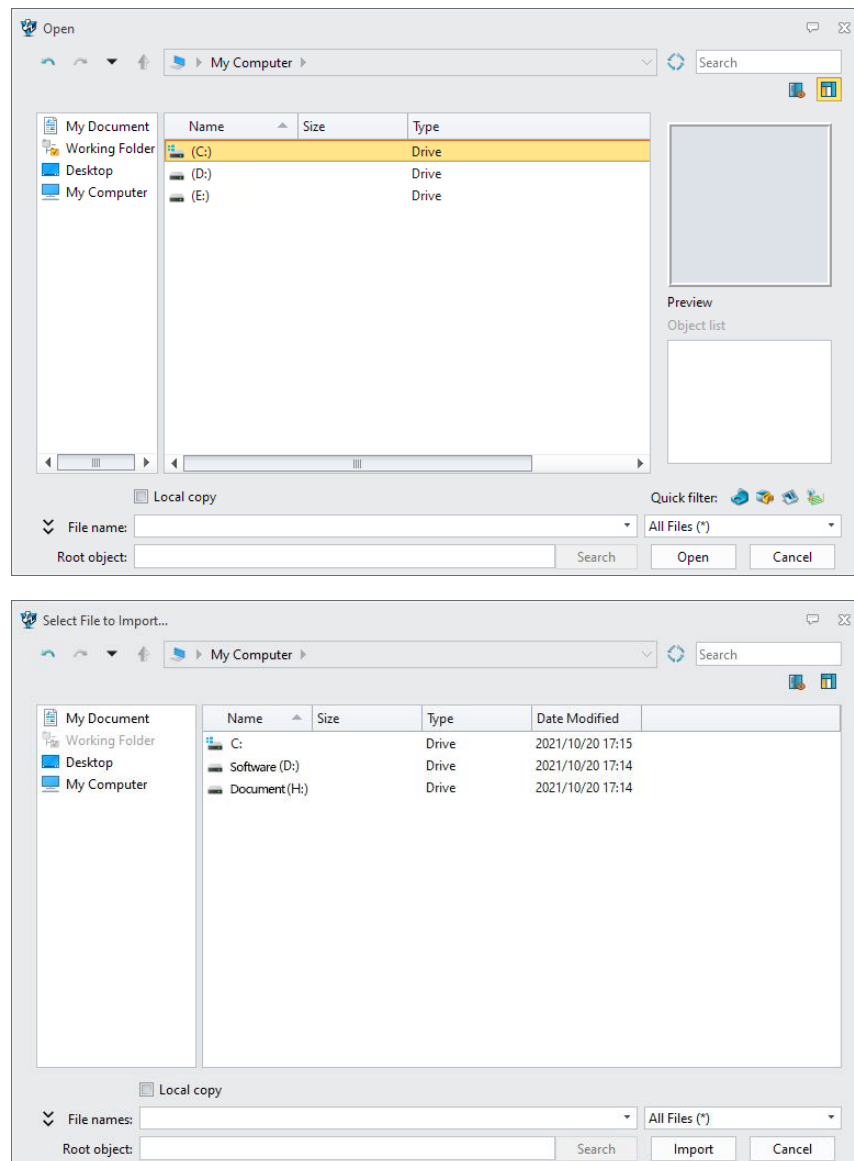 Open
My Computer
Search
My Document
Working Folder
Desktop
My Computer
Name Size Type
(C:) Drive
(D:) Drive
(E:) Drive
Preview
Object list
Local copy
Quick filter:
File name: All Files (*)
Root object: Search Open Cancel
Select File to Import...
My Computer
Search
My Document
Working Folder
Desktop
My Computer
Name Size Type Date Modified
C: Drive 2021/10/20 17:15
Software (D:) Drive 2021/10/20 17:14
Document (H:) Drive 2021/10/20 17:14
Local copy
File names: All Files (*)
Root object: Search Import Cancel